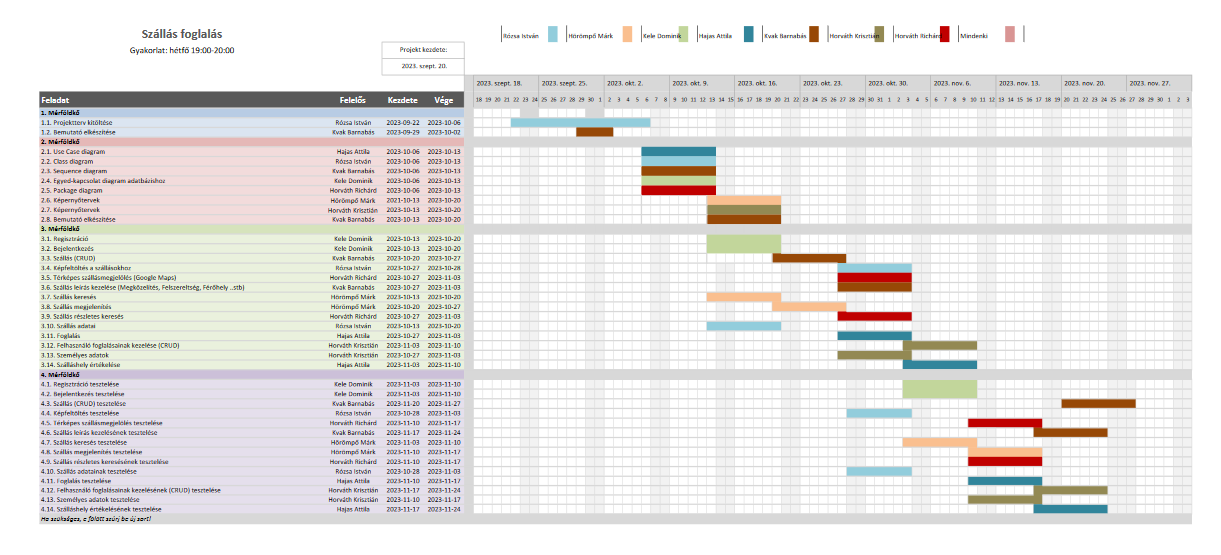 Szállás foglalás
Gyakorlat: hétfő 19:00-20:00
Rózsa István Hörömpő Márk Kele Dominik Hajas Attila Kvak Barnabás Horváth Krisztián Horváth Richárd Mindenki
Projekt kezdete:
2023. szept. 20.
2023. szept. 18. 2023. szept. 25. 2023. okt. 2. 2023. okt. 9. 2023. okt. 16. 2023. okt. 23. 2023. okt. 30. 2023. nov. 6. 2023. nov. 13. 2023. nov. 20. 2023. nov. 27.
18 19 20 21 22 23 24 25 26 27 28 29 30 1 2 3 4 5 6 7 8 9 10 11 12 13 14 15 16 17 18 19 20 21 22 23 24 25 26 27 28 29 30 31 1 2 3 4 5 6 7 8 9 10 11 12 13 14 15 16 17 18 19 20 21 22 23 24 25 26 27 28 29 30 1 2 3
Feladat Felelős Kezdete Vége
1. Mérföldkő
1.1. Projektterv kitöltése Rózsa István 2023-09-22 2023-10-06
1.2. Bemutató elkészítése Kvak Barnabás 2023-09-29 2023-10-02
2. Mérföldkő
2.1. Use Case diagram Hajas Attila 2023-10-06 2023-10-13
2.2. Class diagram Rózsa István 2023-10-06 2023-10-13
2.3. Sequence diagram Kvak Barnabás 2023-10-06 2023-10-13
2.4. Egyed-kapcsolat diagram adatbázishoz Kele Dominik 2023-10-06 2023-10-13
2.5. Package diagram Horváth Richárd 2023-10-06 2023-10-13
2.6. Képernyőtervek Hörömpő Márk 2021-10-13 2023-10-20
2.7. Képernyőtervek Horváth Krisztián 2023-10-13 2023-10-20
2.8. Bemutató elkészítése Kvak Barnabás 2023-10-13 2023-10-20
3. Mérföldkő
3.1. Regisztráció Kele Dominik 2023-10-13 2023-10-20
3.2. Bejelentkezés Kele Dominik 2023-10-13 2023-10-20
3.3. Szállás (CRUD) Kvak Barnabás 2023-10-20 2023-10-27
3.4. Képfeltöltés a szállásokhoz Rózsa István 2023-10-27 2023-10-28
3.5. Térképes szállásmegjelölés (Google Maps) Horváth Richárd 2023-10-27 2023-11-03
3.6. Szállás leírás kezelése (Megközelítés, Felszereltség, Férőhely ..stb) Kvak Barnabás 2023-10-27 2023-11-03
3.7. Szállás keresés Hörömpő Márk 2023-10-13 2023-10-20
3.8. Szállás megjelenítés Hörömpő Márk 2023-10-20 2023-10-27
3.9. Szállás részletes keresés Horváth Richárd 2023-10-27 2023-11-03
3.10. Szállás adatai Rózsa István 2023-10-13 2023-10-20
3.11. Foglalás Hajas Attila 2023-10-27 2023-11-03
3.12. Felhasználó foglalásainak kezelése (CRUD) Horváth Krisztián 2023-11-03 2023-11-10
3.13. Személyes adatok Horváth Krisztián 2023-10-27 2023-11-03
3.14. Szálláshely értékelése Hajas Attila 2023-11-03 2023-11-10
4. Mérföldkő
4.1. Regisztráció tesztelése Kele Dominik 2023-11-03 2023-11-10
4.2. Bejelentkezés tesztelése Kele Dominik 2023-11-03 2023-11-10
4.3. Szállás (CRUD) tesztelése Kvak Barnabás 2023-11-20 2023-11-27
4.4. Képfeltöltés tesztelése Rózsa István 2023-10-28 2023-11-03
4.5. Térképes szállásmegjelölés tesztelése Horváth Richárd 2023-11-10 2023-11-17
4.6. Szállás leírás kezelésének tesztelése Kvak Barnabás 2023-11-17 2023-11-24
4.7. Szállás keresés tesztelése Hörömpő Márk 2023-11-03 2023-11-10
4.8. Szállás megjelenítés tesztelése Hörömpő Márk 2023-11-10 2023-11-17
4.9. Szállás részletes keresésének tesztelése Horváth Richárd 2023-11-10 2023-11-17
4.10. Szállás adatainak tesztelése Rózsa István 2023-10-28 2023-11-03
4.11. Foglalás tesztelése Hajas Attila 2023-11-10 2023-11-17
4.12. Felhasználó foglalásainak kezelésének (CRUD) tesztelése Horváth Krisztián 2023-11-17 2023-11-24
4.13. Személyes adatok tesztelése Horváth Krisztián 2023-11-10 2023-11-17
4.14. Szálláshely értékelésének tesztelése Hajas Attila 2023-11-17 2023-11-24
Ha szükséges, e fölött szúrj be új sort!